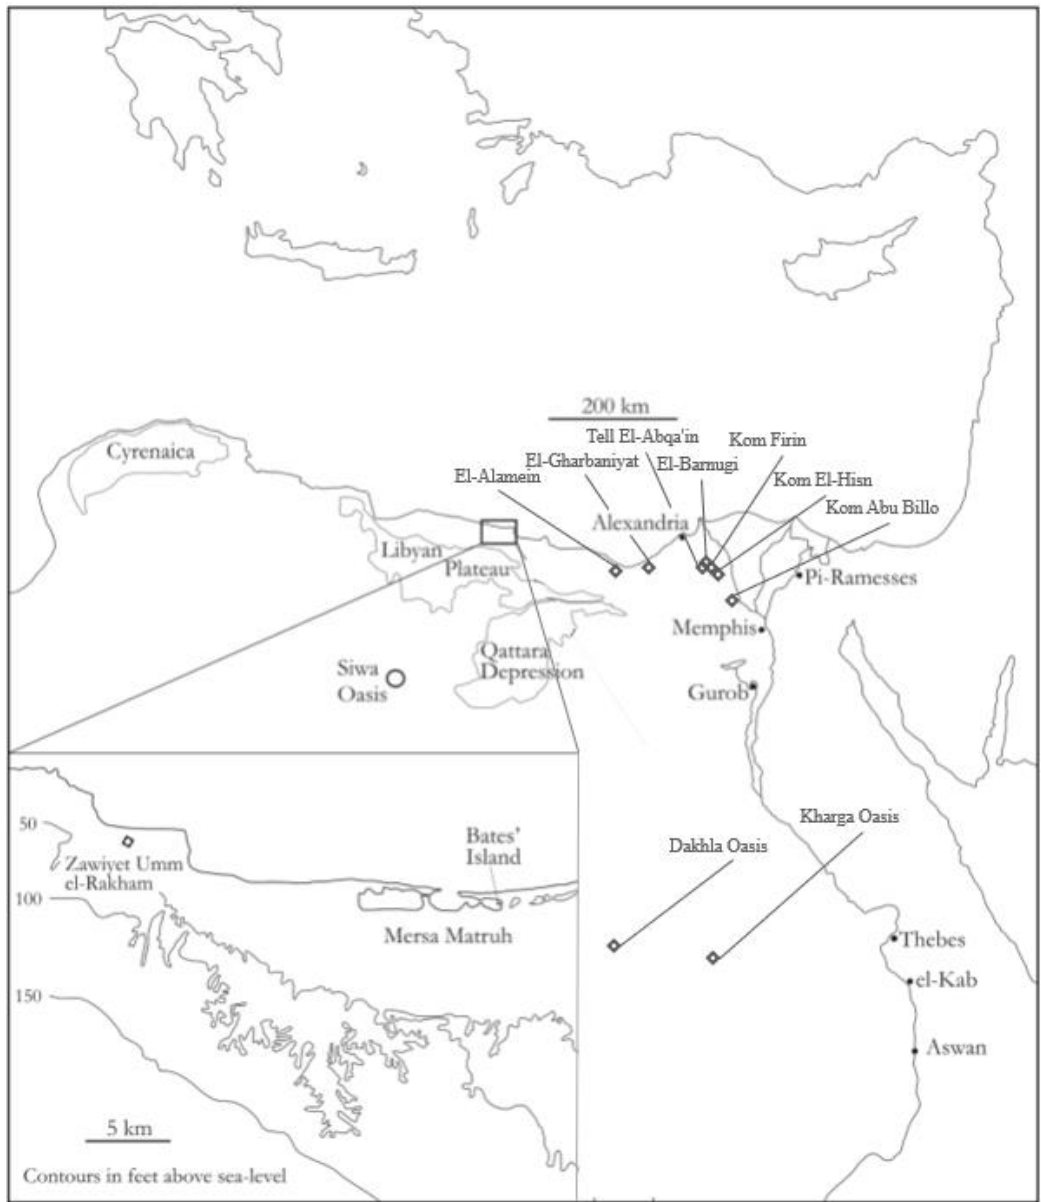 200 km
Tell El-Abqa'in
Kom Firin
Cyrenaica
El-Gharbaniyat
El-Barnugi
El-Alamein
Kom El-Hisn
Kom Abu Billo
Alexandria
Libyan
Plateau
Pi-Ramesses
Memphis
Qattara
Depression
Siwa
Oasis
Gurob
Kharga Oasis
Dakhla Oasis
50
Bates'
Island
Zawiyet Umm
el-Rakham
100
Mersa Matruh
Thebes
el-Kab
150
Aswan
5 km
Contours in feet above sea-level